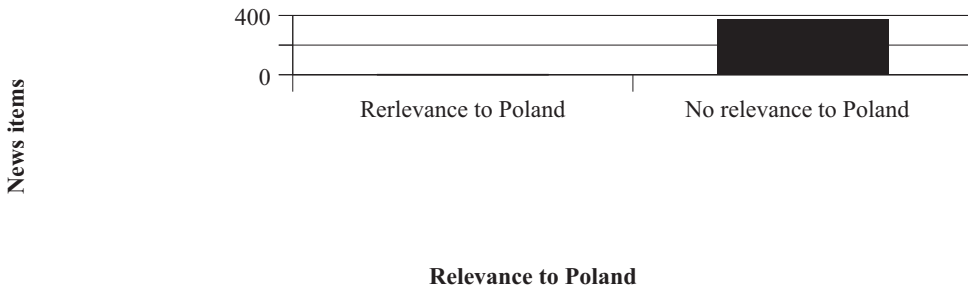 400
0
Rerlevance to Poland
No relevance to Poland
News items
Relevance to Poland